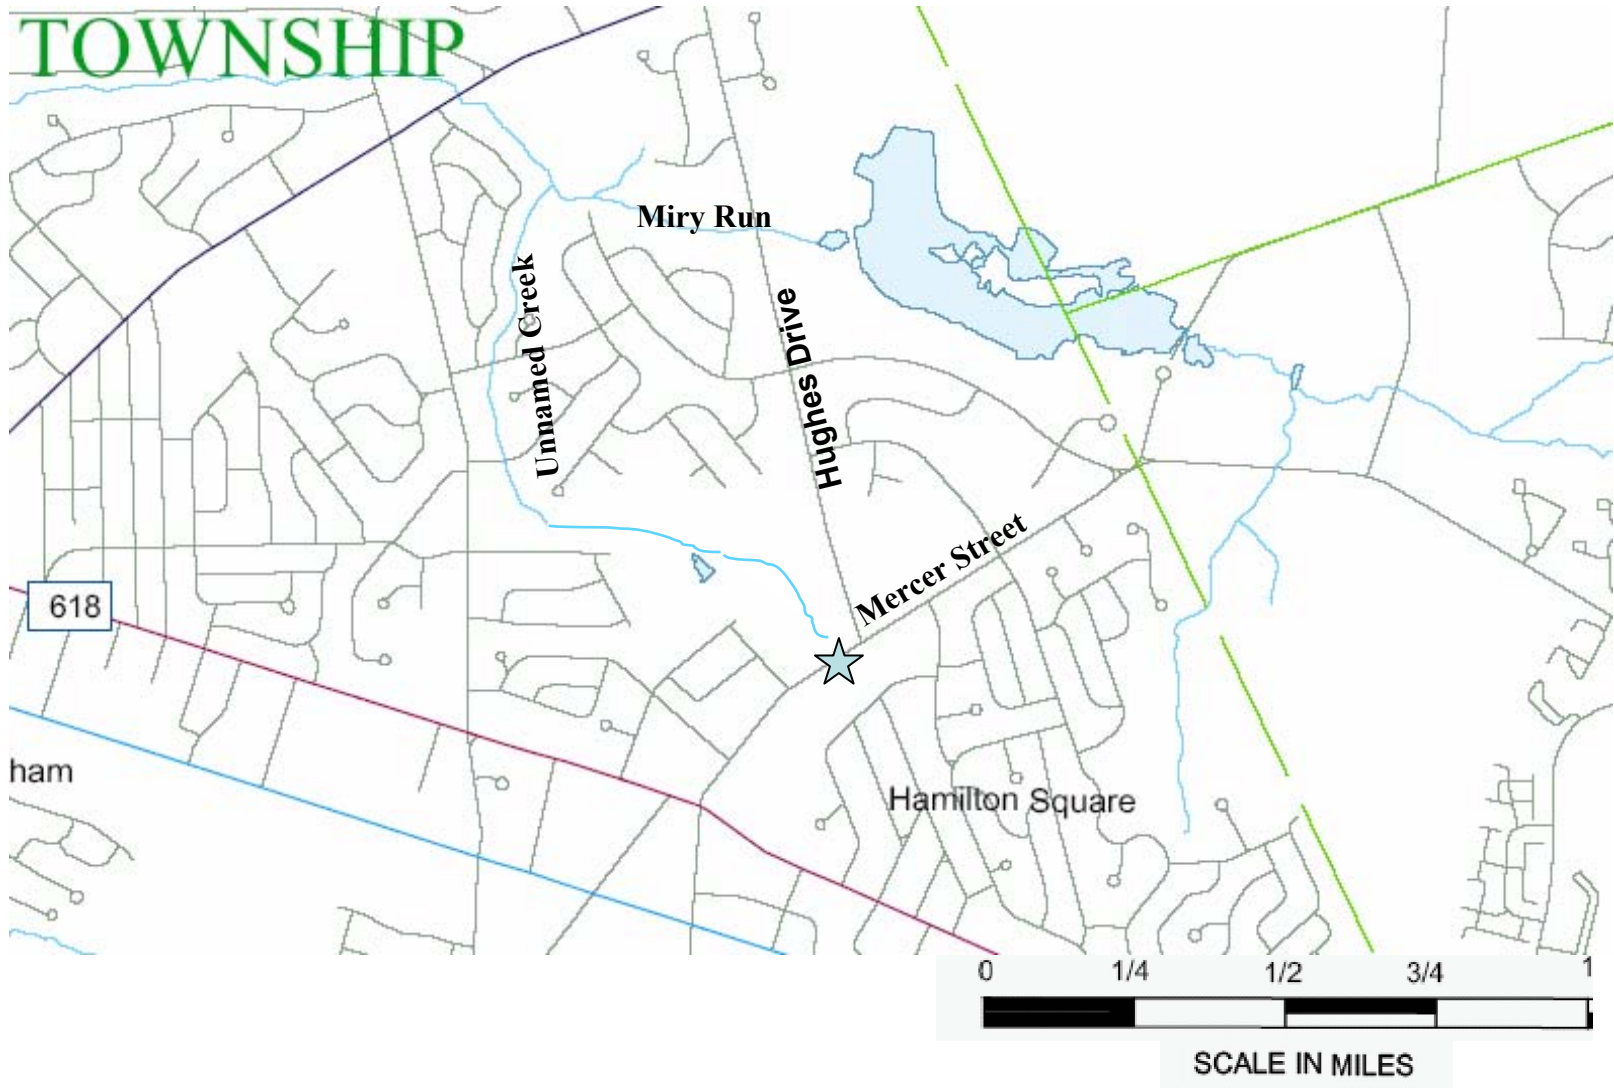 TOWNSHIP
Miry Run
Unnamed Creek
Hughes Drive
Mercer Street
618
ham
Hamilton Square
0 1/4 1/2 3/4 1
SCALE IN MILES